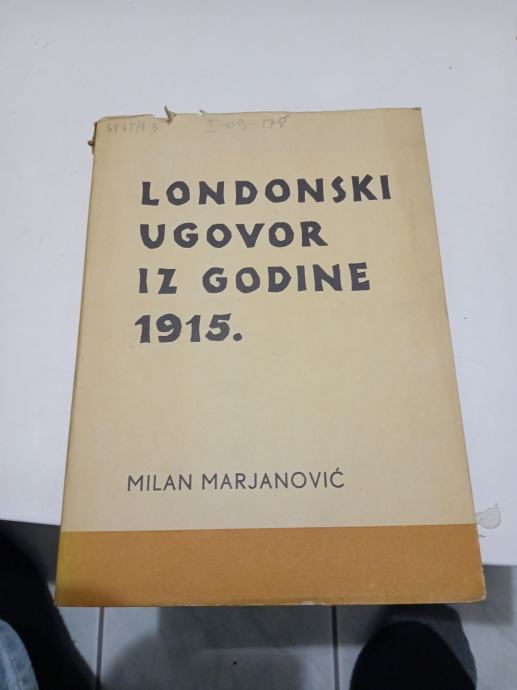 LONDONSKI
UGOVOR
IZ GODINE
1915.
MILAN MARJANOVIĆ